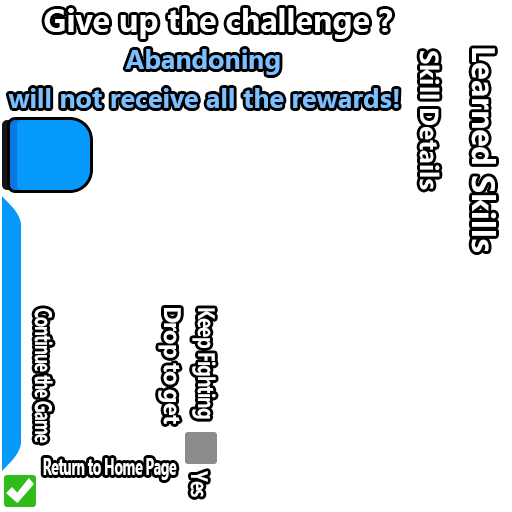 Give up the challenge ?
Abandoning
will not receive all the rewards!
Skill Details
Learned Skills
Continue the Game
Drop to get
Keep Fighting
Return to Home Page
Yes